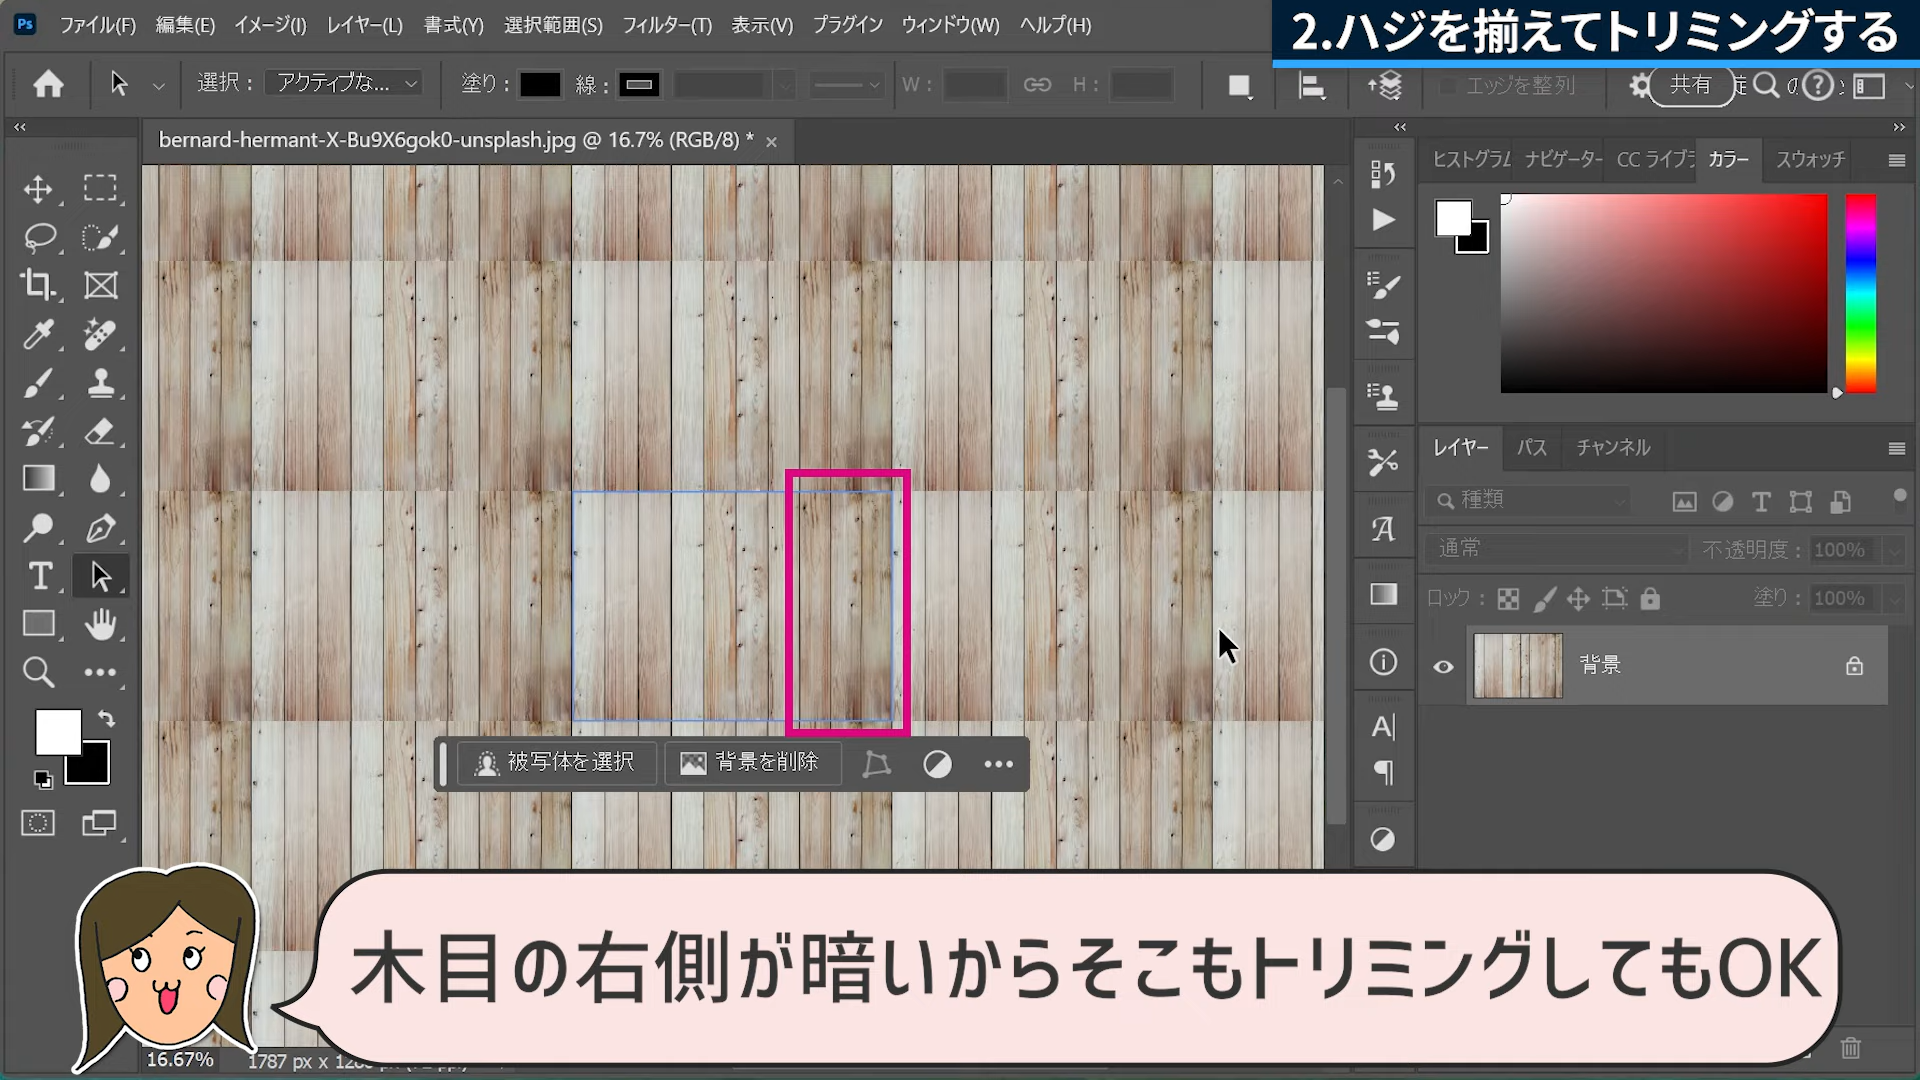 Ps ファイル(F) 編集(E) イメージ(I) レイヤー(L) 書式(Y) 選択範囲(S) フィルター(T) 表示(V) プラグイン ウィンドウ(W) ヘルプ(H)
2.ハジを揃えてトリミングする
選択： アクティブな... 塗り： 線： W： H： エッジを整列 共有
bernard-hermant-X-Bu9X6gok0-unsplash.jpg @ 16.7% (RGB/8) * ×
ヒストグラム ナビゲーター CC ライブラ カラー スウォッチ
レイヤー パス チャンネル
種類
通常 不透明度： 100%
ロック： 塗り： 100%
背景
被写体を選択 背景を削除
木目の右側が暗いからそこもトリミングしてもOK
16.67% 1787 px x